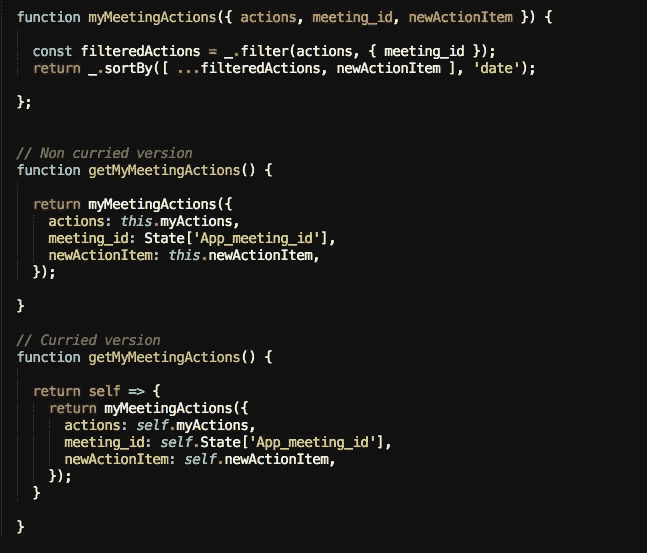 function myMeetingActions({ actions, meeting_id, newActionItem }) {
const filteredActions = _.filter(actions, { meeting_id });
return _.sortBy([ ...filteredActions, newActionItem ], 'date');
};
// Non curried version
function getMyMeetingActions() {
return myMeetingActions({
actions: this.myActions,
meeting_id: State['App_meeting_id'],
newActionItem: this.newActionItem,
});
}
// Curried version
function getMyMeetingActions() {
return self => {
return myMeetingActions({
actions: self.myActions,
meeting_id: self.State['App_meeting_id'],
newActionItem: self.newActionItem,
});
}
}